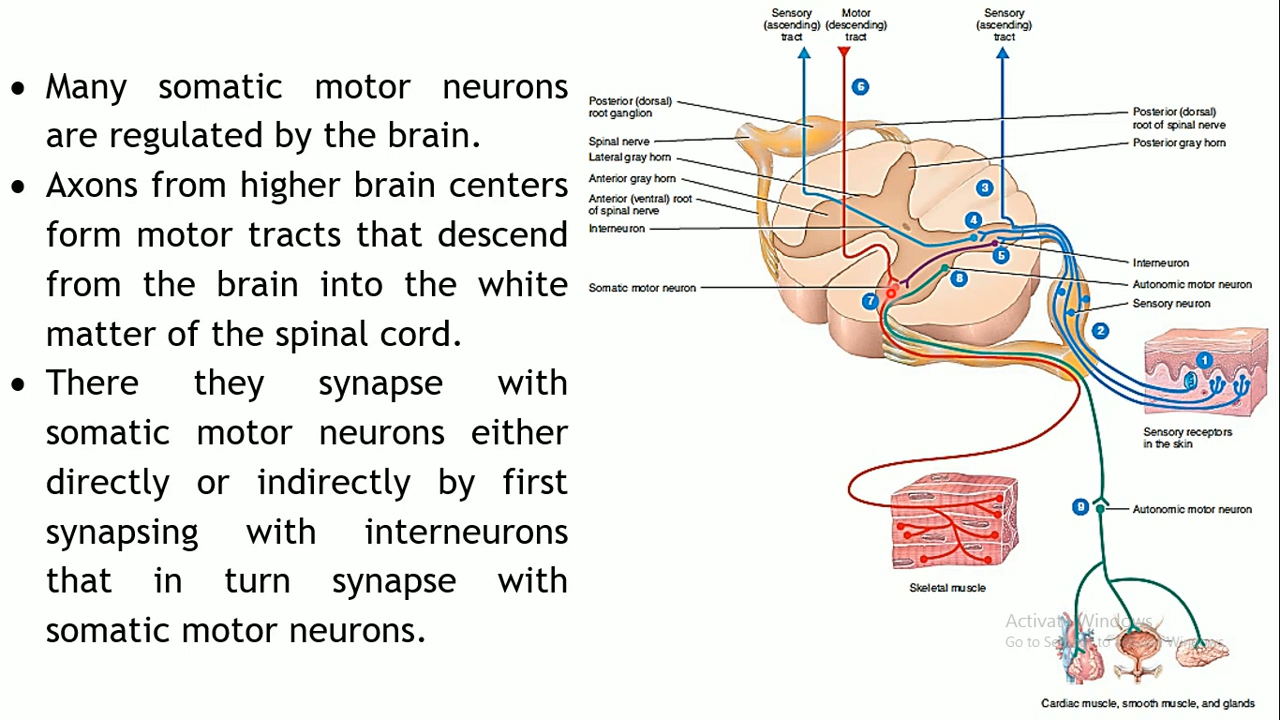 • Many somatic motor neurons
are regulated by the brain.
• Axons from higher brain centers
form motor tracts that descend
from the brain into the white
matter of the spinal cord.
• There they synapse with
somatic motor neurons either
directly or indirectly by first
synapsing with interneurons
that in turn synapse with
somatic motor neurons.
Sensory
(ascending)
tract
Motor
(descending)
tract
Sensory
(ascending)
tract
6
Posterior (dorsal)
root ganglion
Spinal nerve
Lateral gray horn
Anterior gray horn
Anterior (ventral) root
of spinal nerve
Interneuron
Somatic motor neuron
Posterior (dorsal)
root of spinal nerve
Posterior gray horn
3
4
5
8
7
Interneuron
Autonomic motor neuron
Sensory neuron
2
1
Sensory receptors
in the skin
9
Autonomic motor neuron
Skeletal muscle
Activate Windows
Go to to Windows
Cardiac muscle, smooth muscle, and glands